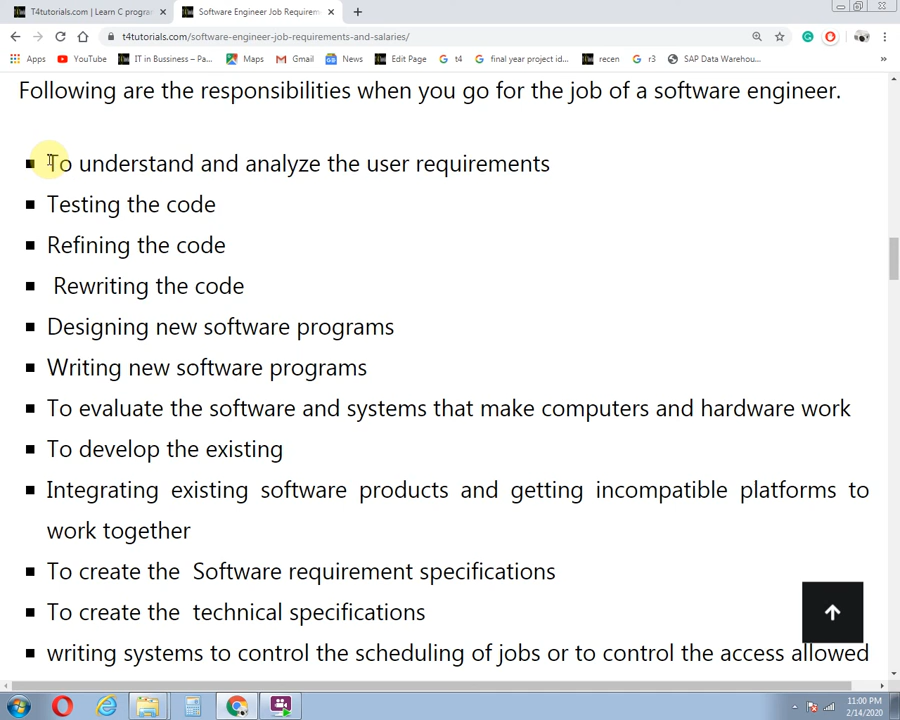 T4tutorials.com | Learn C progra
Software Engineer Job Requirem
t4tutorials.com/software-engineer-job-requirements-and-salaries/
Apps YouTube IT in Bussiness – Pa... Maps Gmail News Edit Page t4 final year project id... recen r3 SAP Data Warehou...
Following are the responsibilities when you go for the job of a software engineer.
To understand and analyze the user requirements
Testing the code
Refining the code
Rewriting the code
Designing new software programs
Writing new software programs
To evaluate the software and systems that make computers and hardware work
To develop the existing
Integrating existing software products and getting incompatible platforms to
work together
To create the Software requirement specifications
To create the technical specifications
writing systems to control the scheduling of jobs or to control the access allowed
11:00 PM
2/14/2020